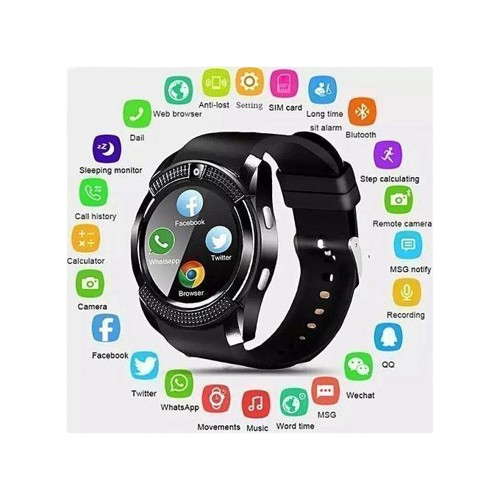 Anti-lost
Setting
SIM card
Web browser
Long time
sit alarm
Dail
Blutooth
Sleeping monitor
Step calculating
Call history
Remote camera
Calculator
MSG notify
Camera
Recording
Facebook
QQ
Twitter
Wechat
WhatsApp
MSG
Movements
Music
Word time
Facebook
Whatsapp
Twitter
Browser